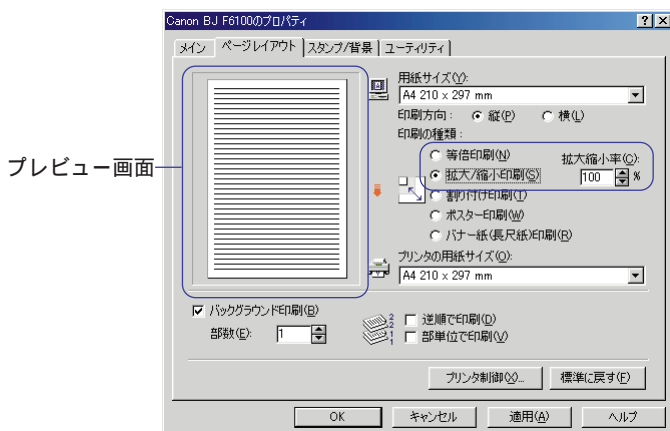 Canon BJ F6100のプロパティ
メイン ページレイアウト スタンプ/背景 ユーティリティ
用紙サイズ(Y):
A4 210 x 297 mm
印刷方向: 縦(P) 横(L)
印刷の種類:
等倍印刷(N) 拡大縮小率(C):
拡大/縮小印刷(S) 100 %
割り付け印刷(T)
ポスター印刷(W)
バナー紙(長尺紙)印刷(R)
プレビュー画面
プリンタの用紙サイズ(O):
A4 210 x 297 mm
バックグラウンド印刷(B)
部数(E): 1
逆順で印刷(D)
部単位で印刷(V)
プリンタ制御(X)... 標準に戻す(F)
OK キャンセル 適用(A) ヘルプ